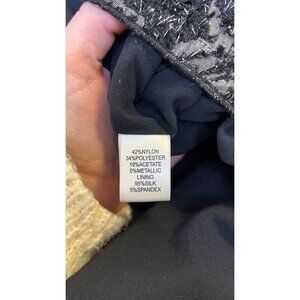 42%NYLON
34%POLYESTER
19%ACETATE
5%METALLIC
LINING
95%SILK
5%SPANDEX